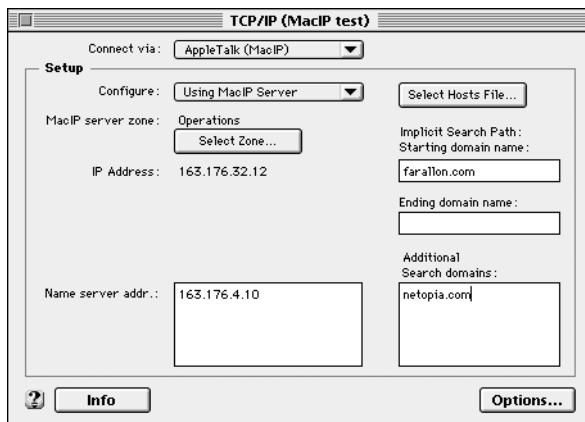 TCP/IP (MacIP test)
Connect via: AppleTalk (MacIP)
Setup
Configure: Using MacIP Server
Select Hosts File...
MacIP server zone: Operations
Select Zone...
Implicit Search Path:
Starting domain name:
IP Address: 163.176.32.12
farallon.com
Ending domain name:
Additional
Search domains:
Name server addr.: 163.176.4.10
netopia.com
?
Info
Options...